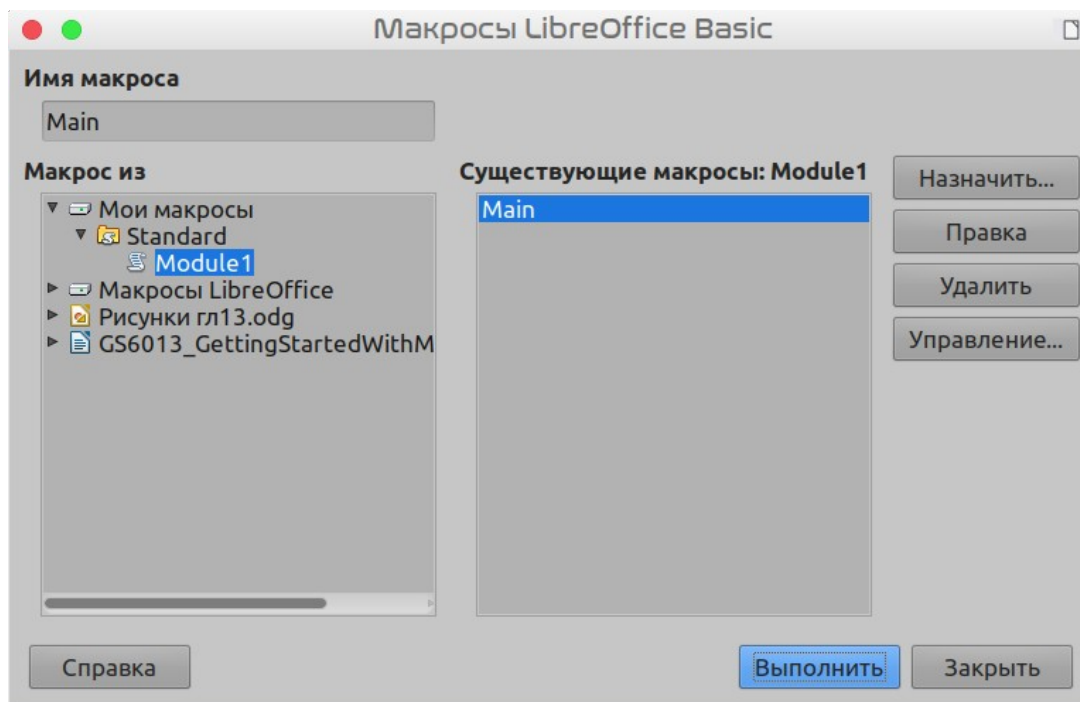 Макросы LibreOffice Basic
Имя макроса
Main
Макрос из
Мои макросы
Standard
Module1
Макросы LibreOffice
Рисунки гл13.odg
GS6013_GettingStartedWithM
Существующие макросы: Module1
Main
Назначить...
Правка
Удалить
Управление...
Справка
Выполнить
Закрыть